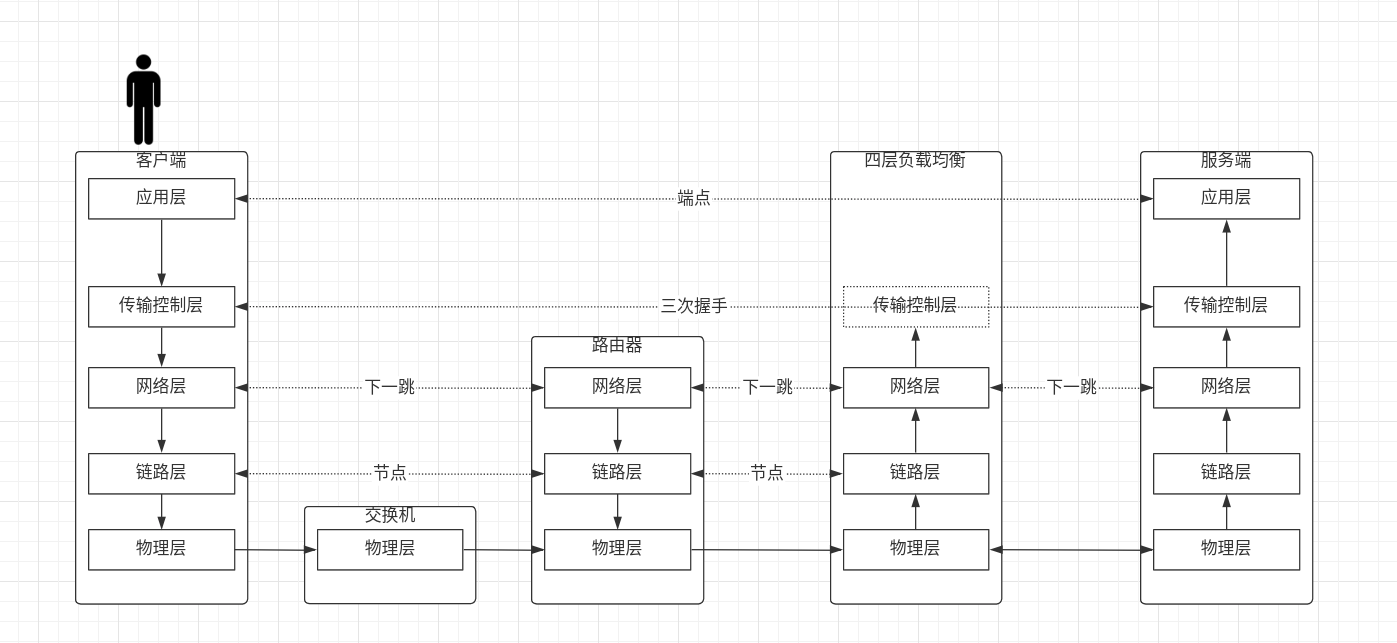 客户端
四层负载均衡
服务端
应用层
端点
应用层
传输控制层
三次握手
传输控制层
传输控制层
路由器
网络层
下一跳
网络层
下一跳
网络层
下一跳
网络层
链路层
节点
链路层
节点
链路层
链路层
交换机
物理层
物理层
物理层
物理层
物理层